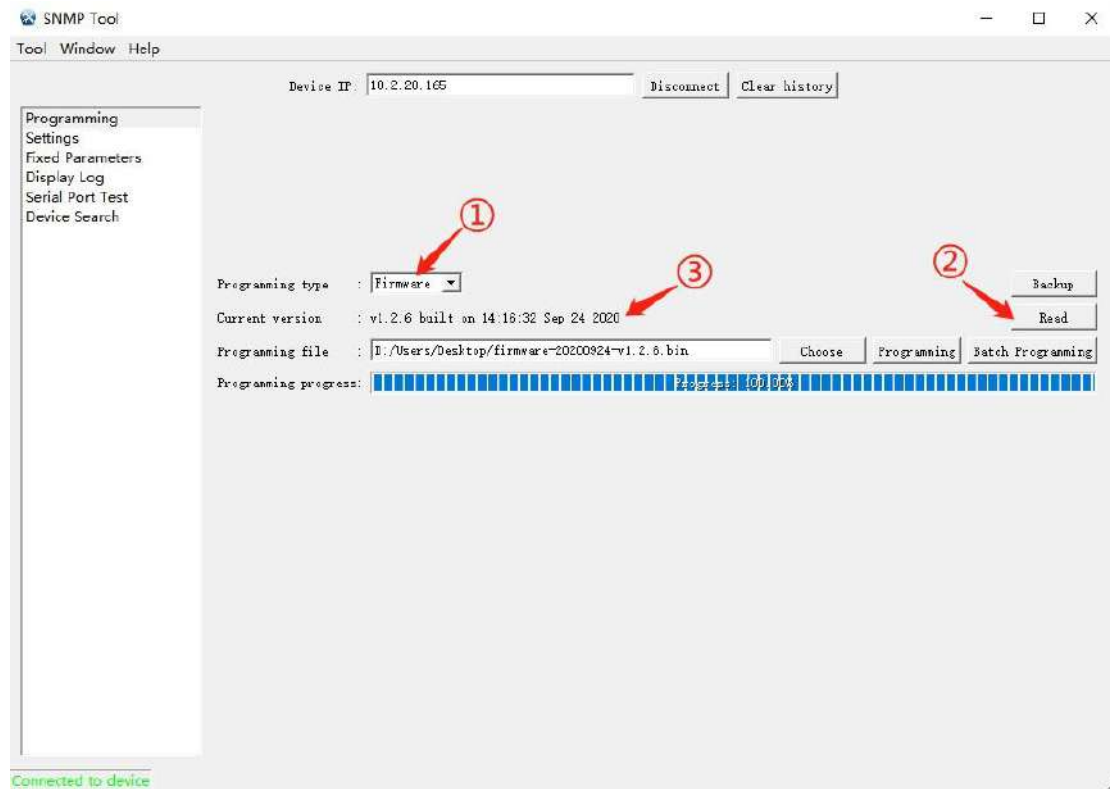 SNMP Tool
Tool Window Help
Device IP: 10.2.20.165 Disconnect Clear history
Programming
Settings
Fixed Parameters
Display Log
Serial Port Test
Device Search
①
③
②
Programming type : Firmware Backup
Current version : v1.2.6 built on 14:16:32 Sep 24 2020 Read
Programming file : D:/Users/Desktop/firmware-20200924-v1.2.6.bin Choose Programming Batch Programming
Programming progress: Progress: 100.00%
Connected to device